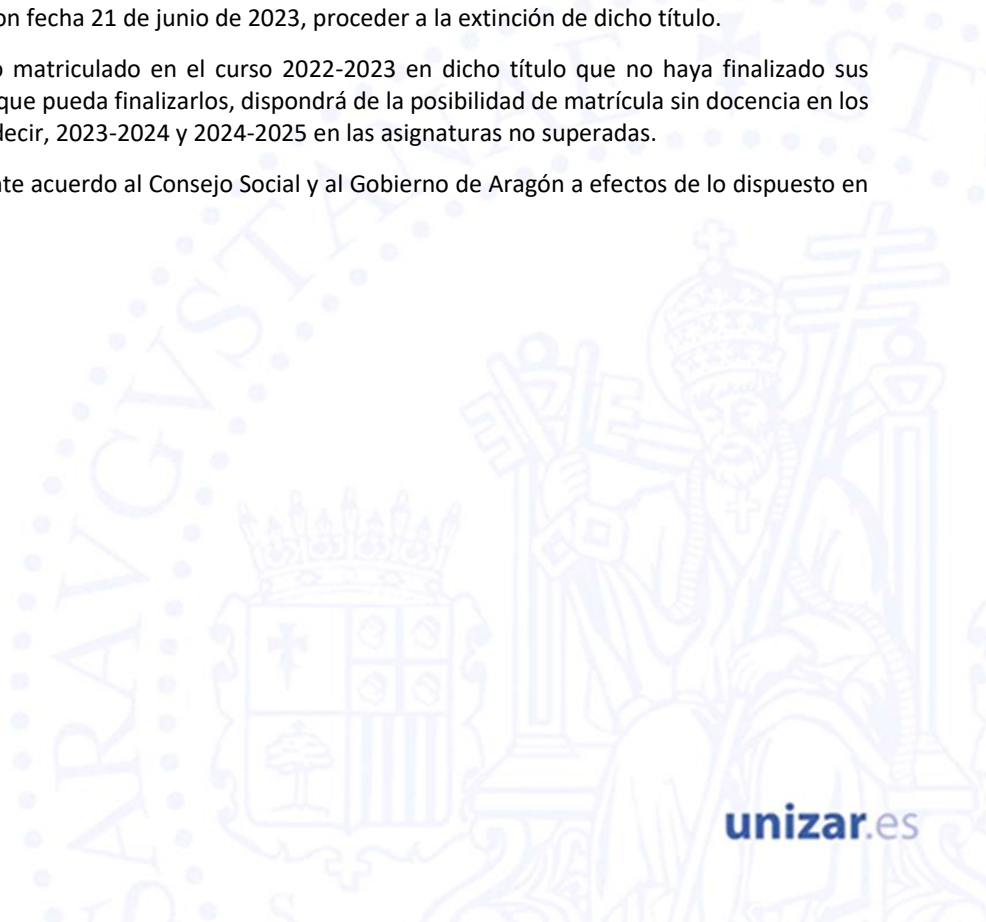 on fecha 21 de junio de 2023, proceder a la extinción de dicho título.
o matriculado en el curso 2022-2023 en dicho título que no haya finalizado sus
que pueda finalizarlos, dispondrá de la posibilidad de matrícula sin docencia en los
decir, 2023-2024 y 2024-2025 en las asignaturas no superadas.
nte acuerdo al Consejo Social y al Gobierno de Aragón a efectos de lo dispuesto en
ARAVGVSTANAE ST
unizar.es